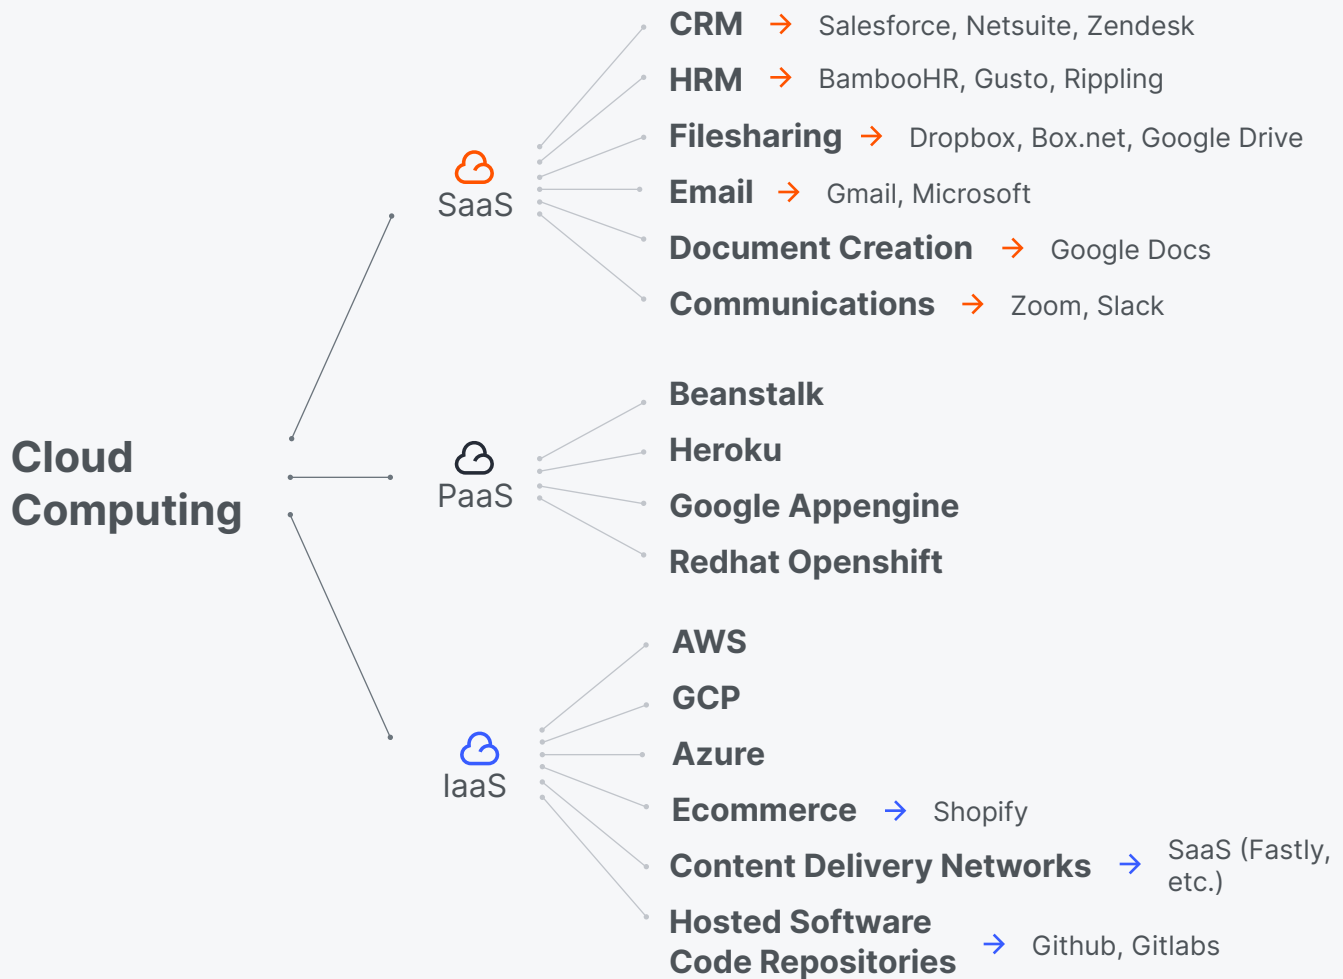 CRM → Salesforce, Netsuite, Zendesk
HRM → BambooHR, Gusto, Rippling
Filesharing → Dropbox, Box.net, Google Drive
SaaS
Email → Gmail, Microsoft
Document Creation → Google Docs
Communications → Zoom, Slack
Cloud
Computing
Beanstalk
Heroku
PaaS
Google Appengine
Redhat Openshift
AWS
GCP
Azure
IaaS
Ecommerce → Shopify
Content Delivery Networks → SaaS (Fastly,
etc.)
Hosted Software
Code Repositories → Github, Gitlabs